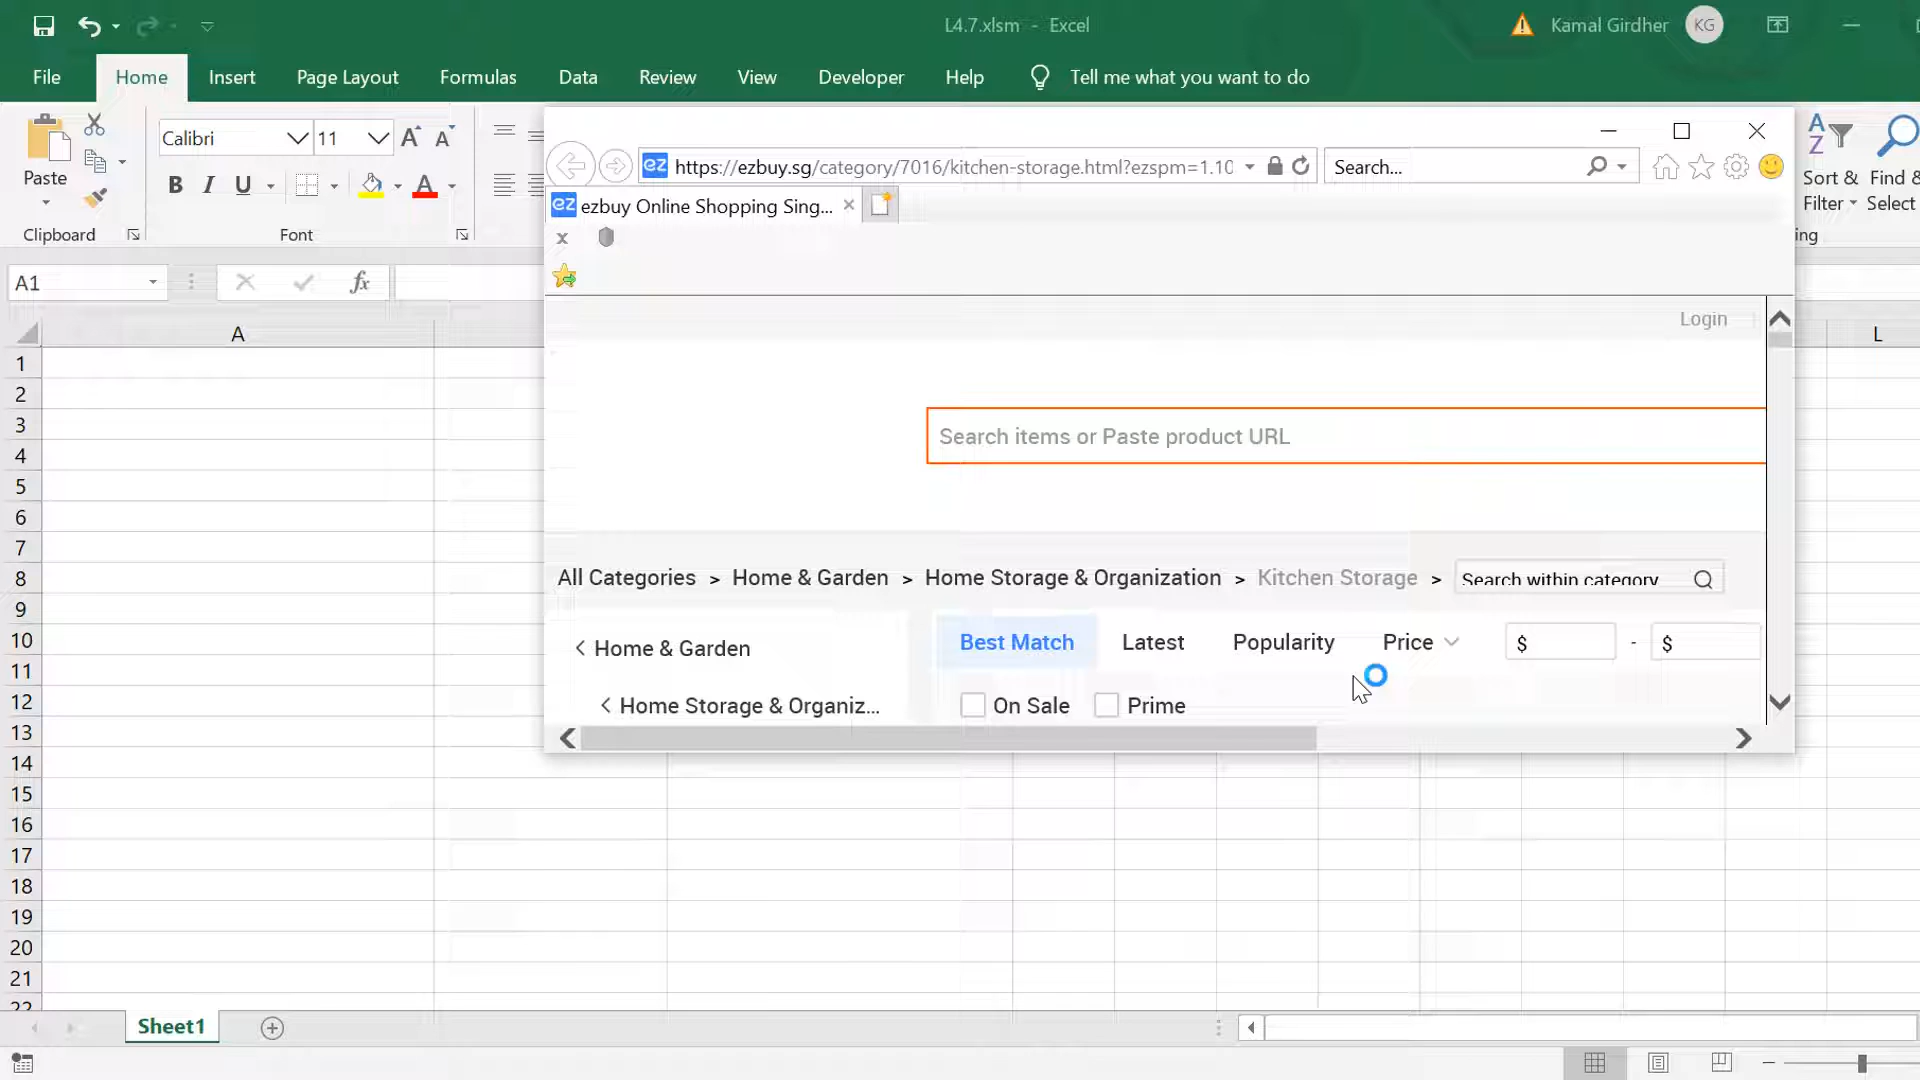 L4.7.xlsm - Excel
Kamal Girdher KG
File Home Insert Page Layout Formulas Data Review View Developer Help Tell me what you want to do
Paste
Clipboard
Calibri 11
B I U
Font
Sort & Filter
Find & Select
ing
A1
fx
https://ezbuy.sg/category/7016/kitchen-storage.html?ezspm=1.10
Search...
ez ezbuy Online Shopping Sing...
x
Login
Search items or Paste product URL
All Categories > Home & Garden > Home Storage & Organization > Kitchen Storage > Search within category
< Home & Garden
< Home Storage & Organiz...
Best Match Latest Popularity Price $ - $
On Sale Prime
A L
1
2
3
4
5
6
7
8
9
10
11
12
13
14
15
16
17
18
19
20
21
22
Sheet1